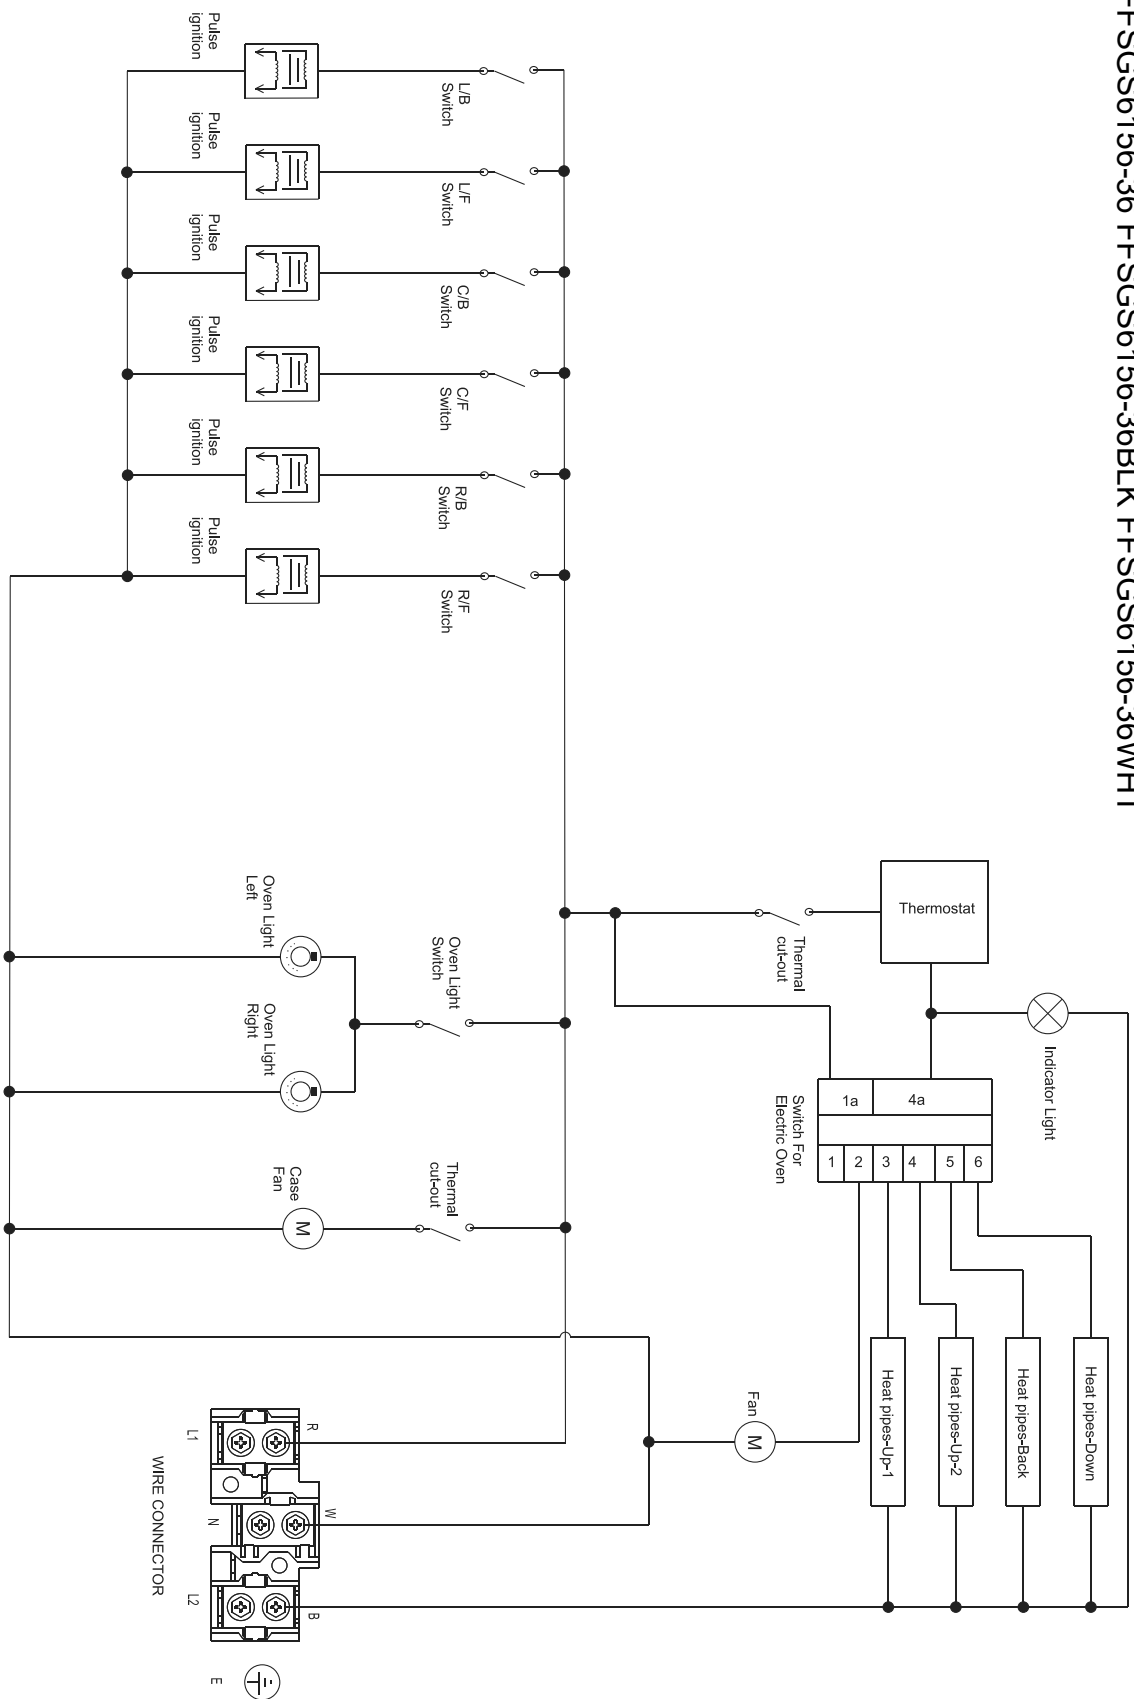 FFSGS6156-36 FFSGS6156-36BLK FFSGS6156-36WHT
Heat pipes-Down
Indicator Light
Heat pipes-Back
Heat pipes-Up-2
Heat pipes-Up-1
Thermostat
1a
4a
1
2
3
4
5
6
Switch For
Electric Oven
Thermal
cut-out
Fan
M
L/B
Switch
L/F
Switch
C/B
Switch
C/F
Switch
R/B
Switch
R/F
Switch
Oven Light
Switch
Thermal
cut-out
Pulse
ignition
Pulse
ignition
Pulse
ignition
Pulse
ignition
Pulse
ignition
Pulse
ignition
Oven Light
Left
Oven Light
Right
Case
Fan
M
R
W
B
L1
N
L2
E
WIRE CONNECTOR